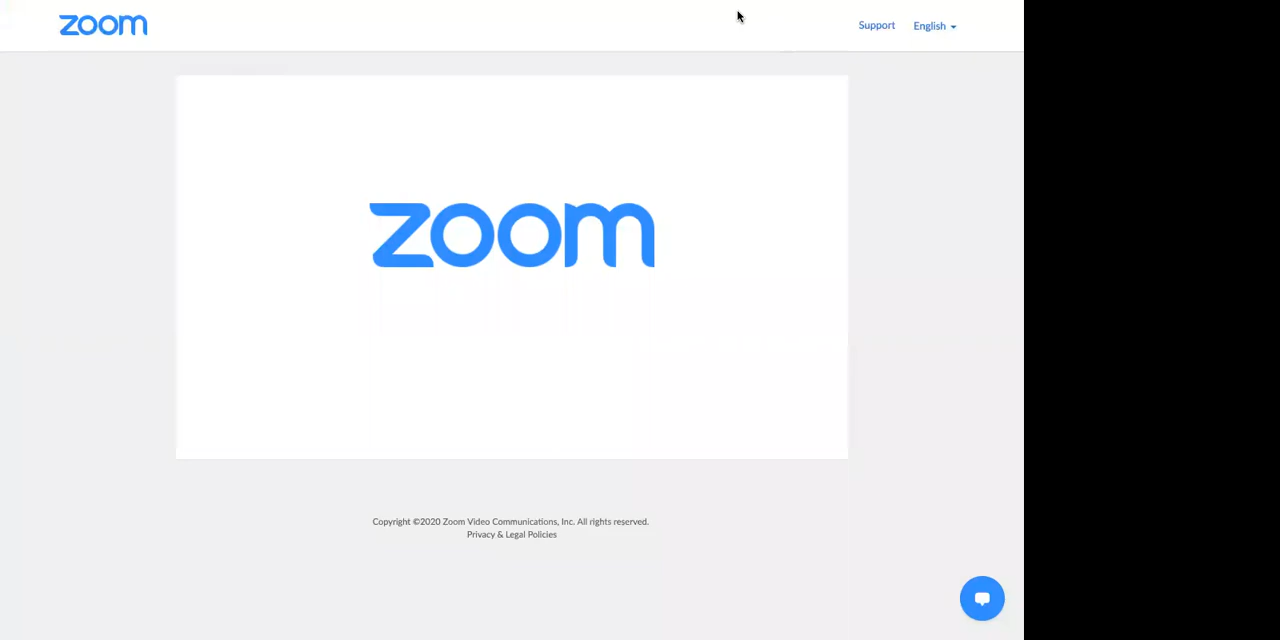 zoom
Support
English
zoom
Copyright ©2020 Zoom Video Communications, Inc. All rights reserved.
Privacy & Legal Policies